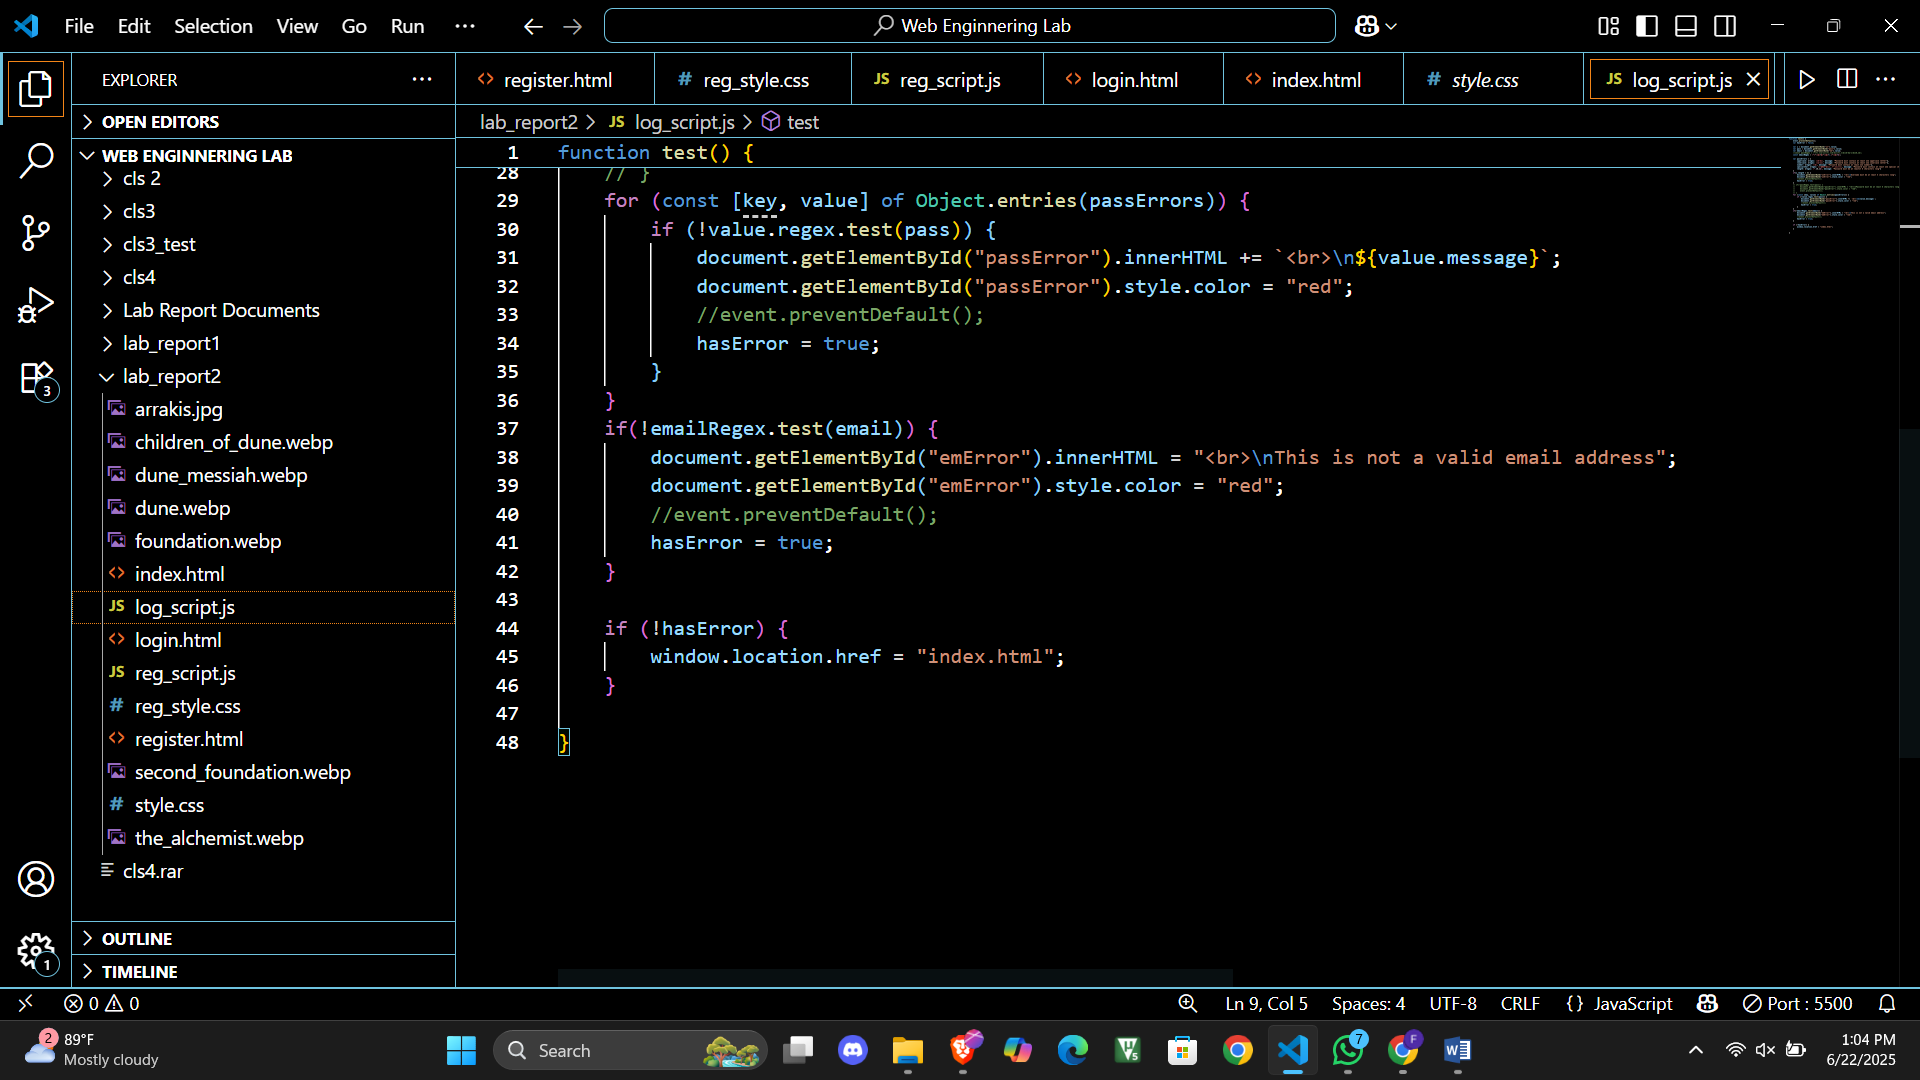 File Edit Selection View Go Run ··· Web Enginnering Lab
EXPLORER ···
register.html # reg_style.css JS reg_script.js login.html index.html # style.css JS log_script.js ···
OPEN EDITORS
WEB ENGINNERING LAB
cls 2
cls3
cls3_test
cls4
Lab Report Documents
lab_report1
lab_report2
arrakis.jpg
children_of_dune.webp
dune_messiah.webp
dune.webp
foundation.webp
index.html
JS log_script.js
login.html
JS reg_script.js
# reg_style.css
register.html
second_foundation.webp
# style.css
the_alchemist.webp
cls4.rar
OUTLINE
TIMELINE
3
1
lab_report2 > JS log_script.js > test
1 function test() {
28 // }
29 for (const [key, value] of Object.entries(passErrors)) {
30 if (!value.regex.test(pass)) {
31 document.getElementById("passError").innerHTML += `<br>\n${value.message}`;
32 document.getElementById("passError").style.color = "red";
33 //event.preventDefault();
34 hasError = true;
35 }
36 }
37 if(!emailRegex.test(email)) {
38 document.getElementById("emError").innerHTML = "<br>\nThis is not a valid email address";
39 document.getElementById("emError").style.color = "red";
40 //event.preventDefault();
41 hasError = true;
42 }
43
44 if (!hasError) {
45 window.location.href = "index.html";
46 }
47
48 }
0 0 Ln 9, Col 5 Spaces: 4 UTF-8 CRLF {} JavaScript Port : 5500
2 89°F
Mostly cloudy
Search
7
F
1:04 PM
6/22/2025